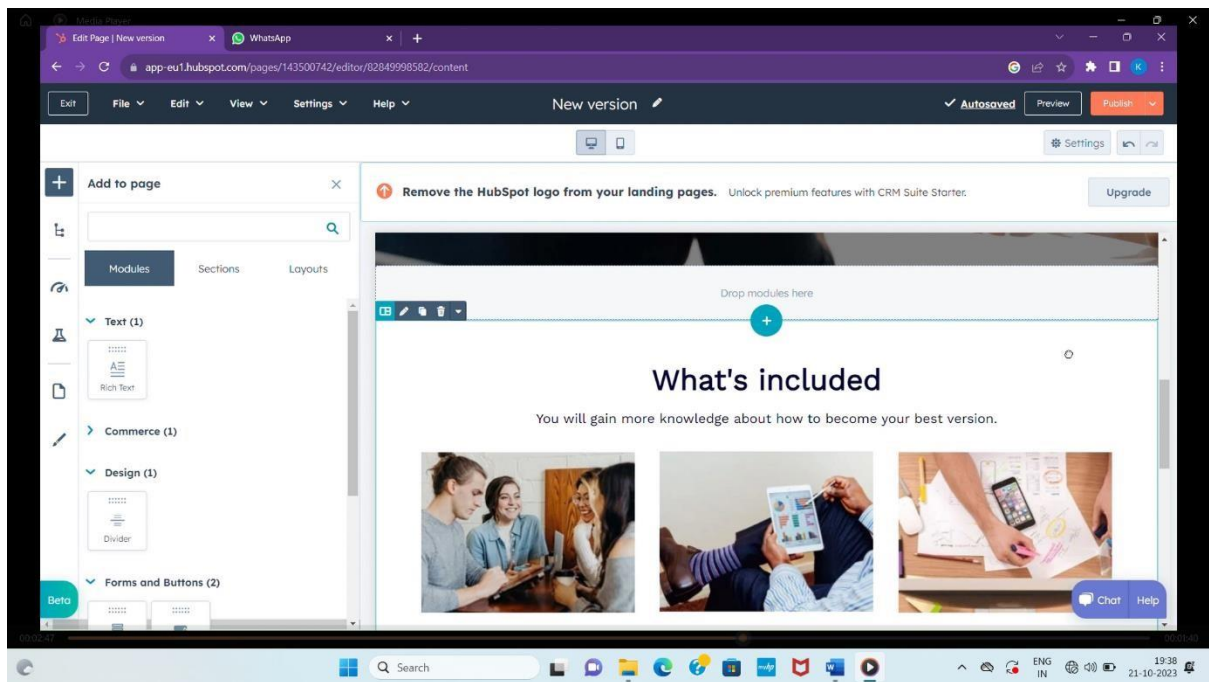 Media Player
Edit Page | New version
WhatsApp
app-eu1.hubspot.com/pages/143500742/editor/82849998582/content
K
Exit File Edit View Settings Help New version Autosaved Preview Publish
Settings
Add to page
Remove the HubSpot logo from your landing pages. Unlock premium features with CRM Suite Starter. Upgrade
Modules Sections Layouts
Drop modules here
Text (1)
Rich Text
What's included
You will gain more knowledge about how to become your best version.
Commerce (1)
Design (1)
Divider
Forms and Buttons (2)
Beta
Chat Help
00:02:47 00:01:40
Search
ENG
IN
19:38
21-10-2023